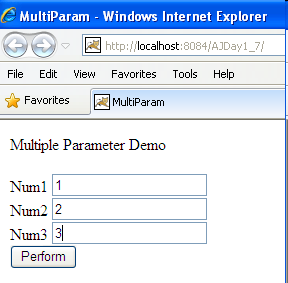 MultiParam - Windows Internet Explorer
http://localhost:8084/AJDay1_7/
File Edit View Favorites Tools Help
Favorites MultiParam
Multiple Parameter Demo
Num1 1
Num2 2
Num3 3
Perform